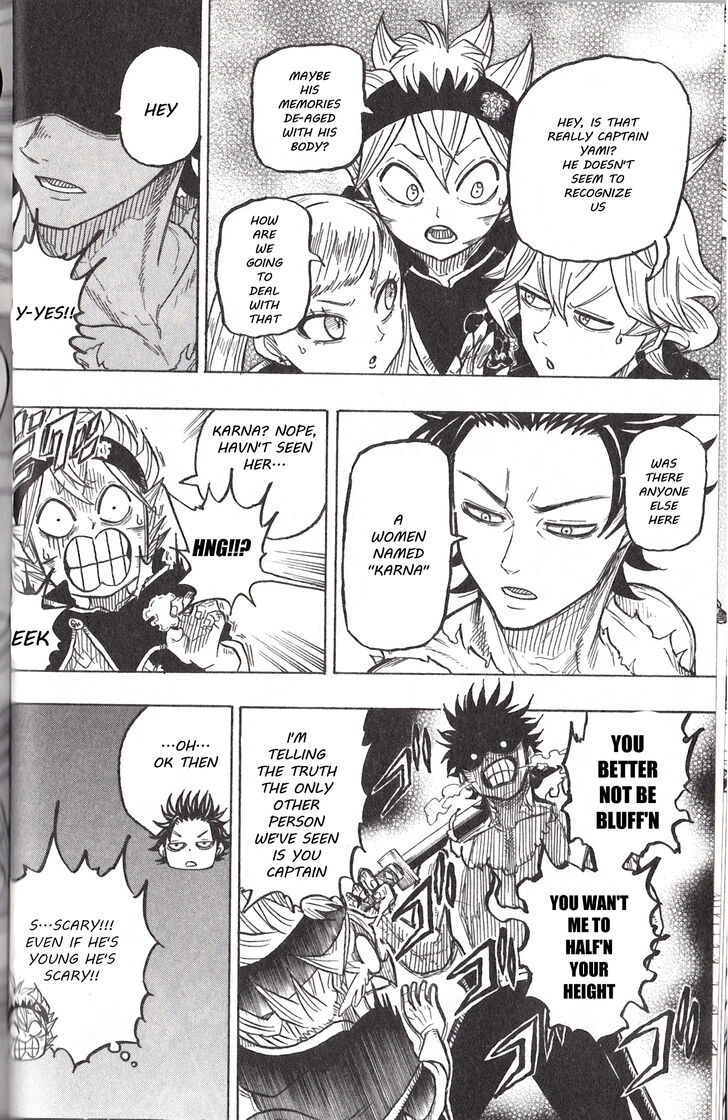 HEY, IS THAT
REALLY CAPTAIN
YAMI?
HE DOESN'T
SEEM TO
RECOGNIZE
US
MAYBE
HIS
MEMORIES
DE-AGED
WITH HIS
BODY?
HOW
ARE
WE
GOING
TO
DEAL
WITH
THAT
HEY
Y-YES!!
WAS
THERE
ANYONE
ELSE
HERE
A
WOMEN
NAMED
"KARNA"
KARNA? NOPE,
HAVN'T SEEN
HER...
HNG!!?
EEK
YOU
BETTER
NOT BE
BLUFF'N
YOU WAN'T
ME TO
HALF'N
YOUR
HEIGHT
I'M
TELLING
THE TRUTH
THE ONLY
OTHER
PERSON
WE'VE SEEN
IS YOU
CAPTAIN
...OH...
OK THEN
S...SCARY!!!
EVEN IF HE'S
YOUNG HE'S
SCARY!!